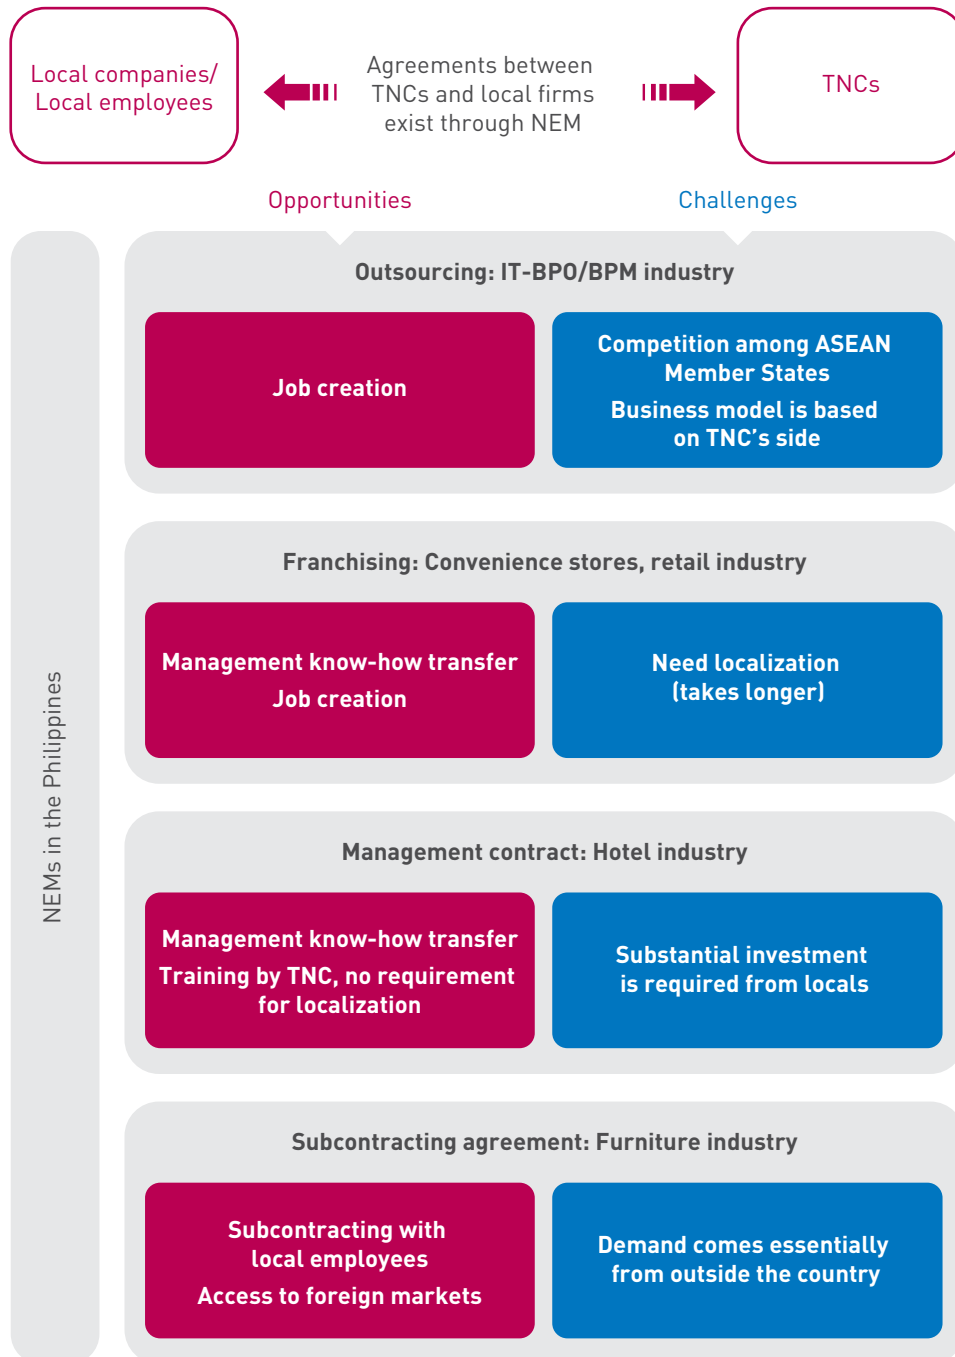 Local companies/
Local employees
Agreements between
TNCs and local firms
exist through NEM
TNCs
Opportunities
Challenges
NEMs in the Philippines
Outsourcing: IT-BPO/BPM industry
Job creation
Competition among ASEAN
Member States
Business model is based
on TNC's side
Franchising: Convenience stores, retail industry
Management know-how transfer
Job creation
Need localization
(takes longer)
Management contract: Hotel industry
Management know-how transfer
Training by TNC, no requirement
for localization
Substantial investment
is required from locals
Subcontracting agreement: Furniture industry
Subcontracting with
local employees
Access to foreign markets
Demand comes essentially
from outside the country